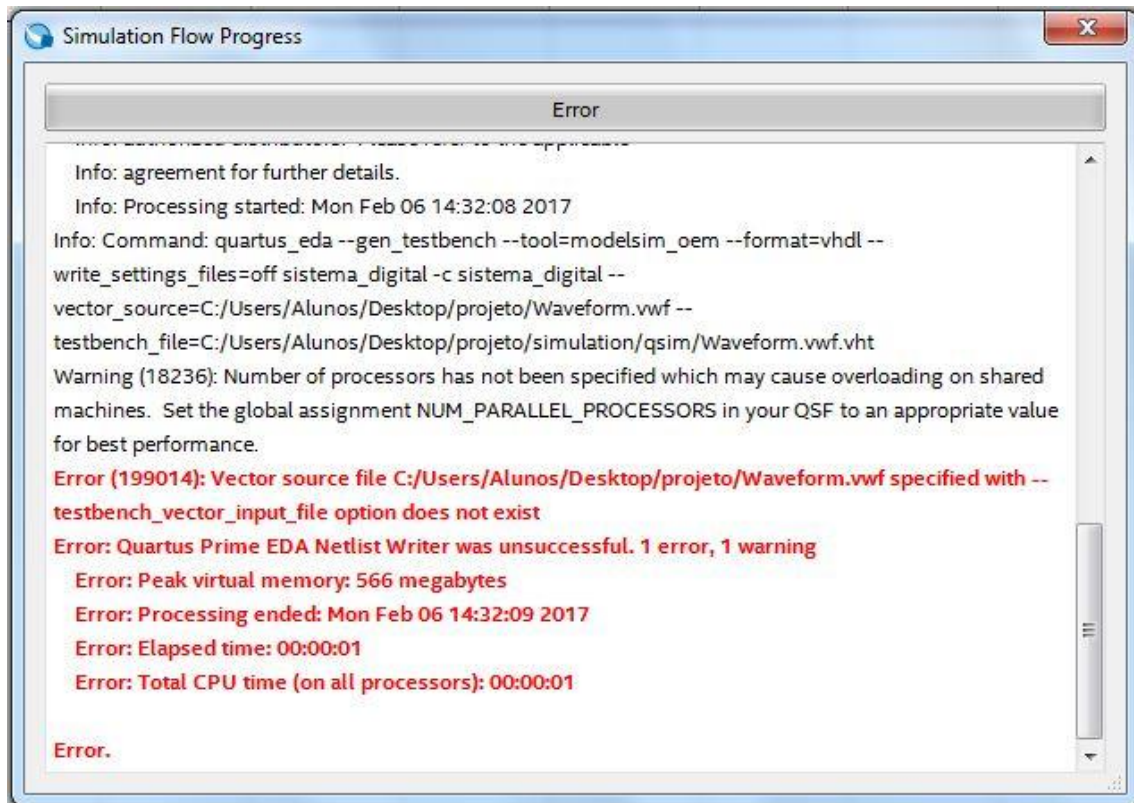 Simulation Flow Progress
Error
Info: agreement for further details.
Info: Processing started: Mon Feb 06 14:32:08 2017
Info: Command: quartus_eda --gen_testbench --tool=modelsim_oem --format=vhdl --
write_settings_files=off sistema_digital -c sistema_digital --
vector_source=C:/Users/Alunos/Desktop/projeto/Waveform.vwf --
testbench_file=C:/Users/Alunos/Desktop/projeto/simulation/qsim/Waveform.vwf.vht
Warning (18236): Number of processors has not been specified which may cause overloading on shared
machines.  Set the global assignment NUM_PARALLEL_PROCESSORS in your QSF to an appropriate value
for best performance.
Error (199014): Vector source file C:/Users/Alunos/Desktop/projeto/Waveform.vwf specified with --
testbench_vector_input_file option does not exist
Error: Quartus Prime EDA Netlist Writer was unsuccessful. 1 error, 1 warning
Error: Peak virtual memory: 566 megabytes
Error: Processing ended: Mon Feb 06 14:32:09 2017
Error: Elapsed time: 00:00:01
Error: Total CPU time (on all processors): 00:00:01
Error.